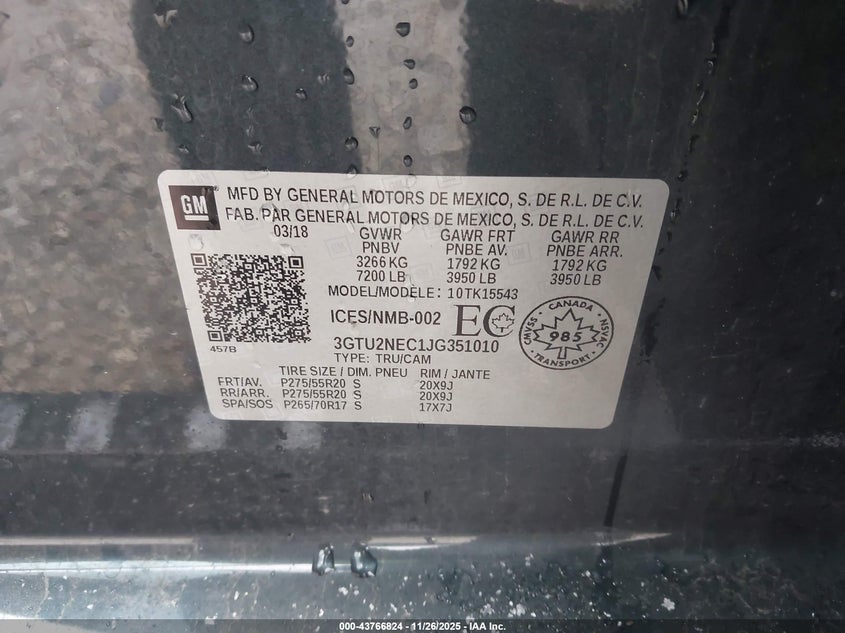 GM
MFD BY GENERAL MOTORS DE MEXICO, S. DE R.L. DE C.V.
FAB. PAR GENERAL MOTORS DE MEXICO, S. DE R.L. DE C.V.
03/18 GVWR GAWR FRT GAWR RR
PNBV PNBE AV. PNBE ARR.
3266 KG 1792 KG 1792 KG
7200 LB 3950 LB 3950 LB
MODEL/MODÈLE: 10TK15543
ICES/NMB-002 EC
CANADA
CMVSS 985 NSVAC
TRANSPORT
457B
3GTU2NEC1JG351010
TYPE: TRU/CAM
TIRE SIZE / DIM. PNEU RIM / JANTE
FRT/AV. P275/55R20 S 20X9J
RR/ARR. P275/55R20 S 20X9J
SPA/SOS P265/70R17 S 17X7J
000-43766824 | 11/26/2025 | IAA Inc.